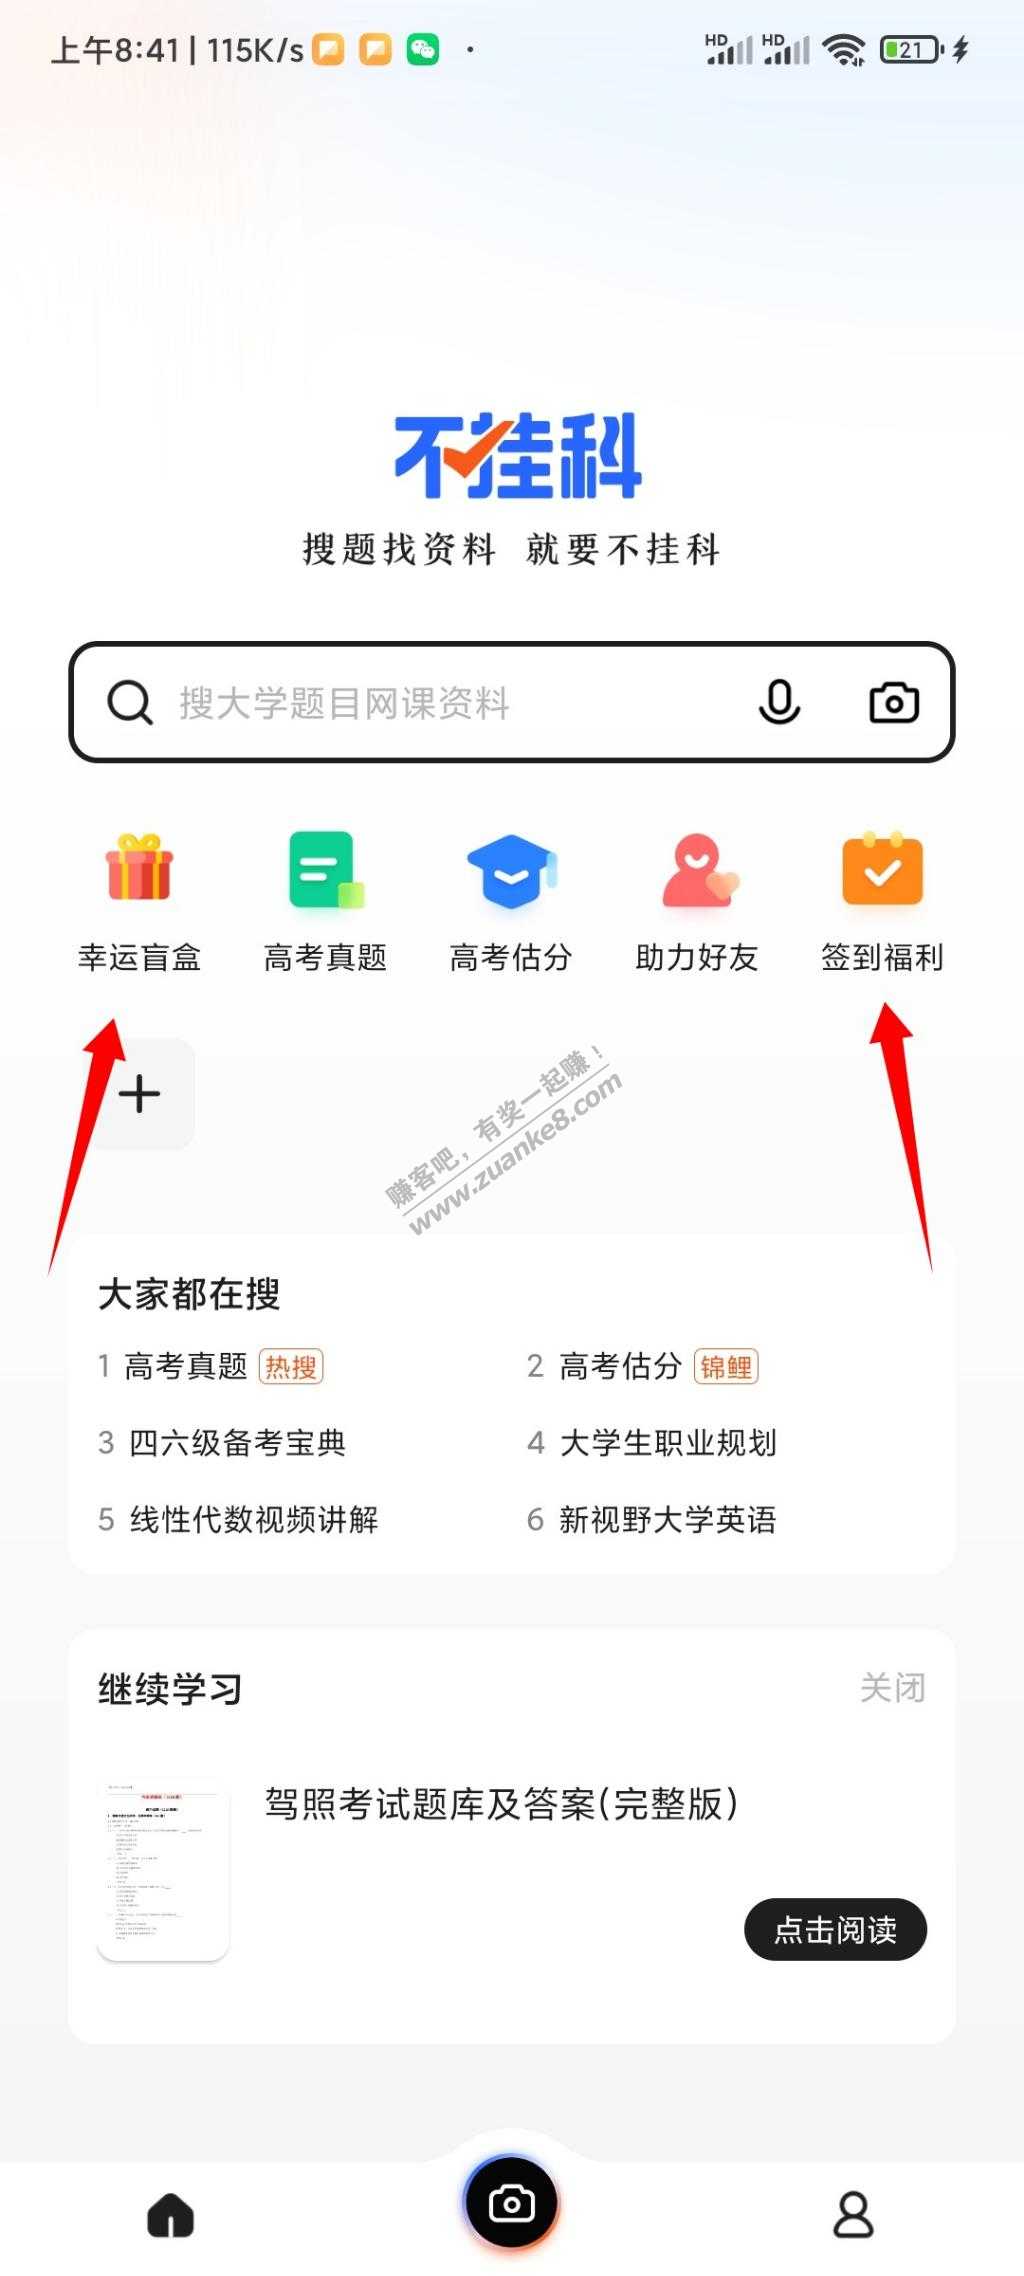 上午8:41 | 115K/s
HD HD 21
不挂科
搜题找资料 就要不挂科
搜大学题目网课资料
幸运盲盒 高考真题 高考估分 助力好友 签到福利
赚客吧，有奖一起赚！
www.zuanke8.com
大家都在搜
1 高考真题 热搜
2 高考估分 锦鲤
3 四六级备考宝典
4 大学生职业规划
5 线性代数视频讲解
6 新视野大学英语
继续学习 关闭
驾照考试题库及答案(完整版)
点击阅读